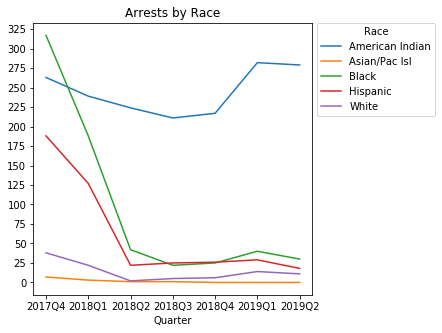 Arrests by Race
325
300
275
250
225
200
175
150
125
100
75
50
25
0
2017Q4 2018Q1 2018Q2 2018Q3 2018Q4 2019Q1 2019Q2
Quarter
Race
American Indian
Asian/Pac Isl
Black
Hispanic
White